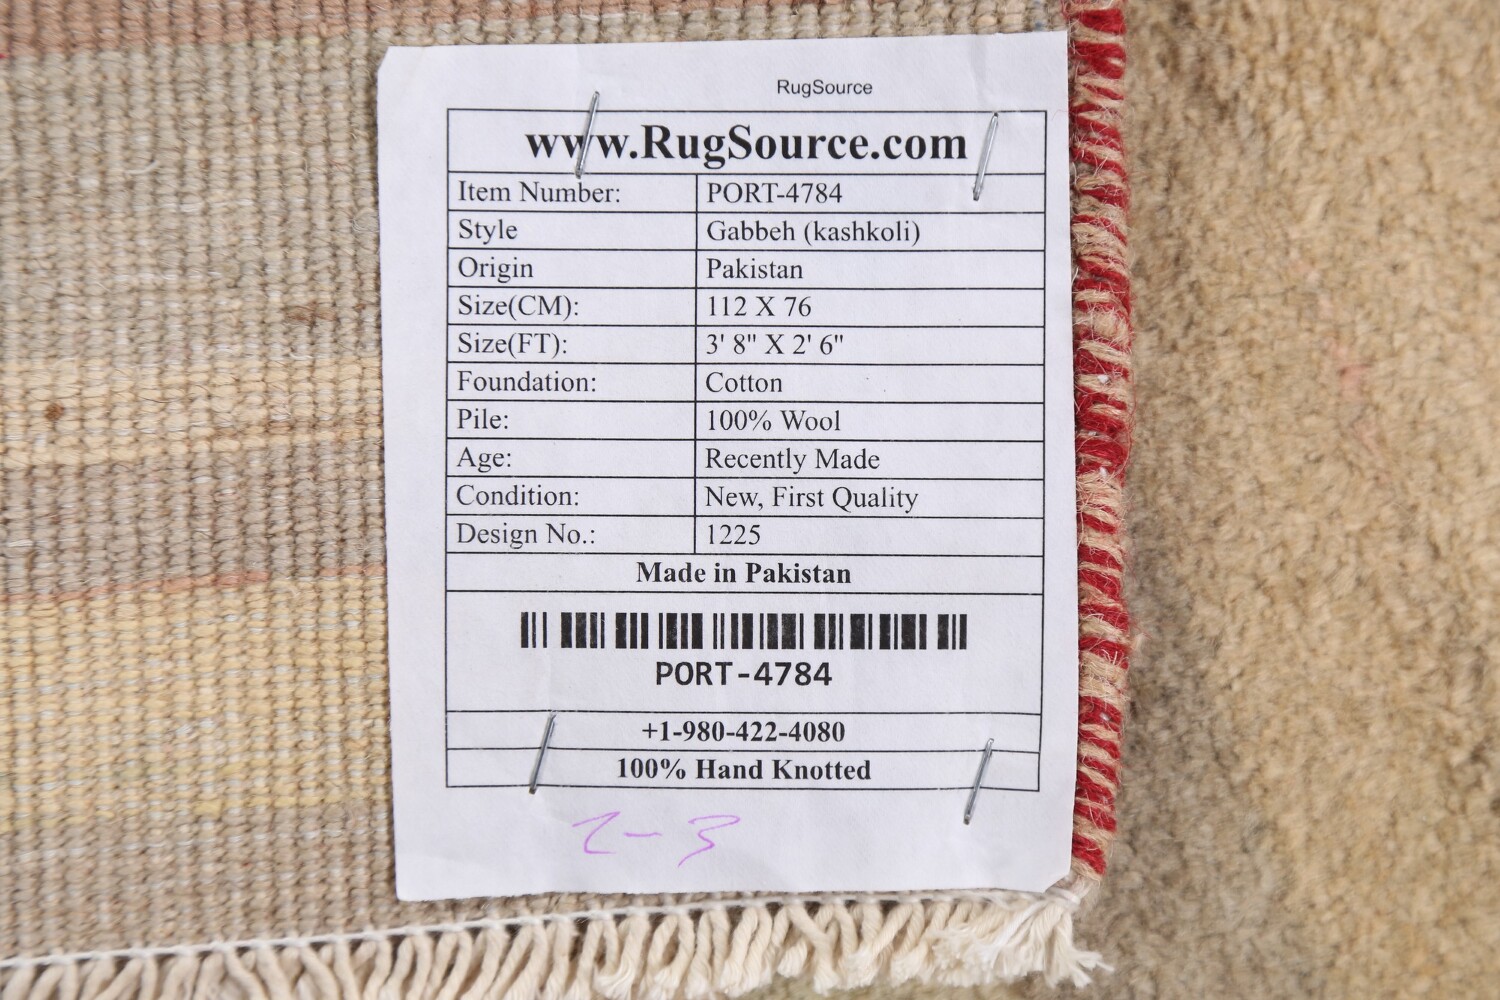 RugSource
www.RugSource.com
Item Number: PORT-4784
Style Gabbeh (kashkoli)
Origin Pakistan
Size(CM): 112 X 76
Size(FT): 3' 8" X 2' 6"
Foundation: Cotton
Pile: 100% Wool
Age: Recently Made
Condition: New, First Quality
Design No.: 1225
Made in Pakistan
PORT-4784
+1-980-422-4080
100% Hand Knotted
2-3